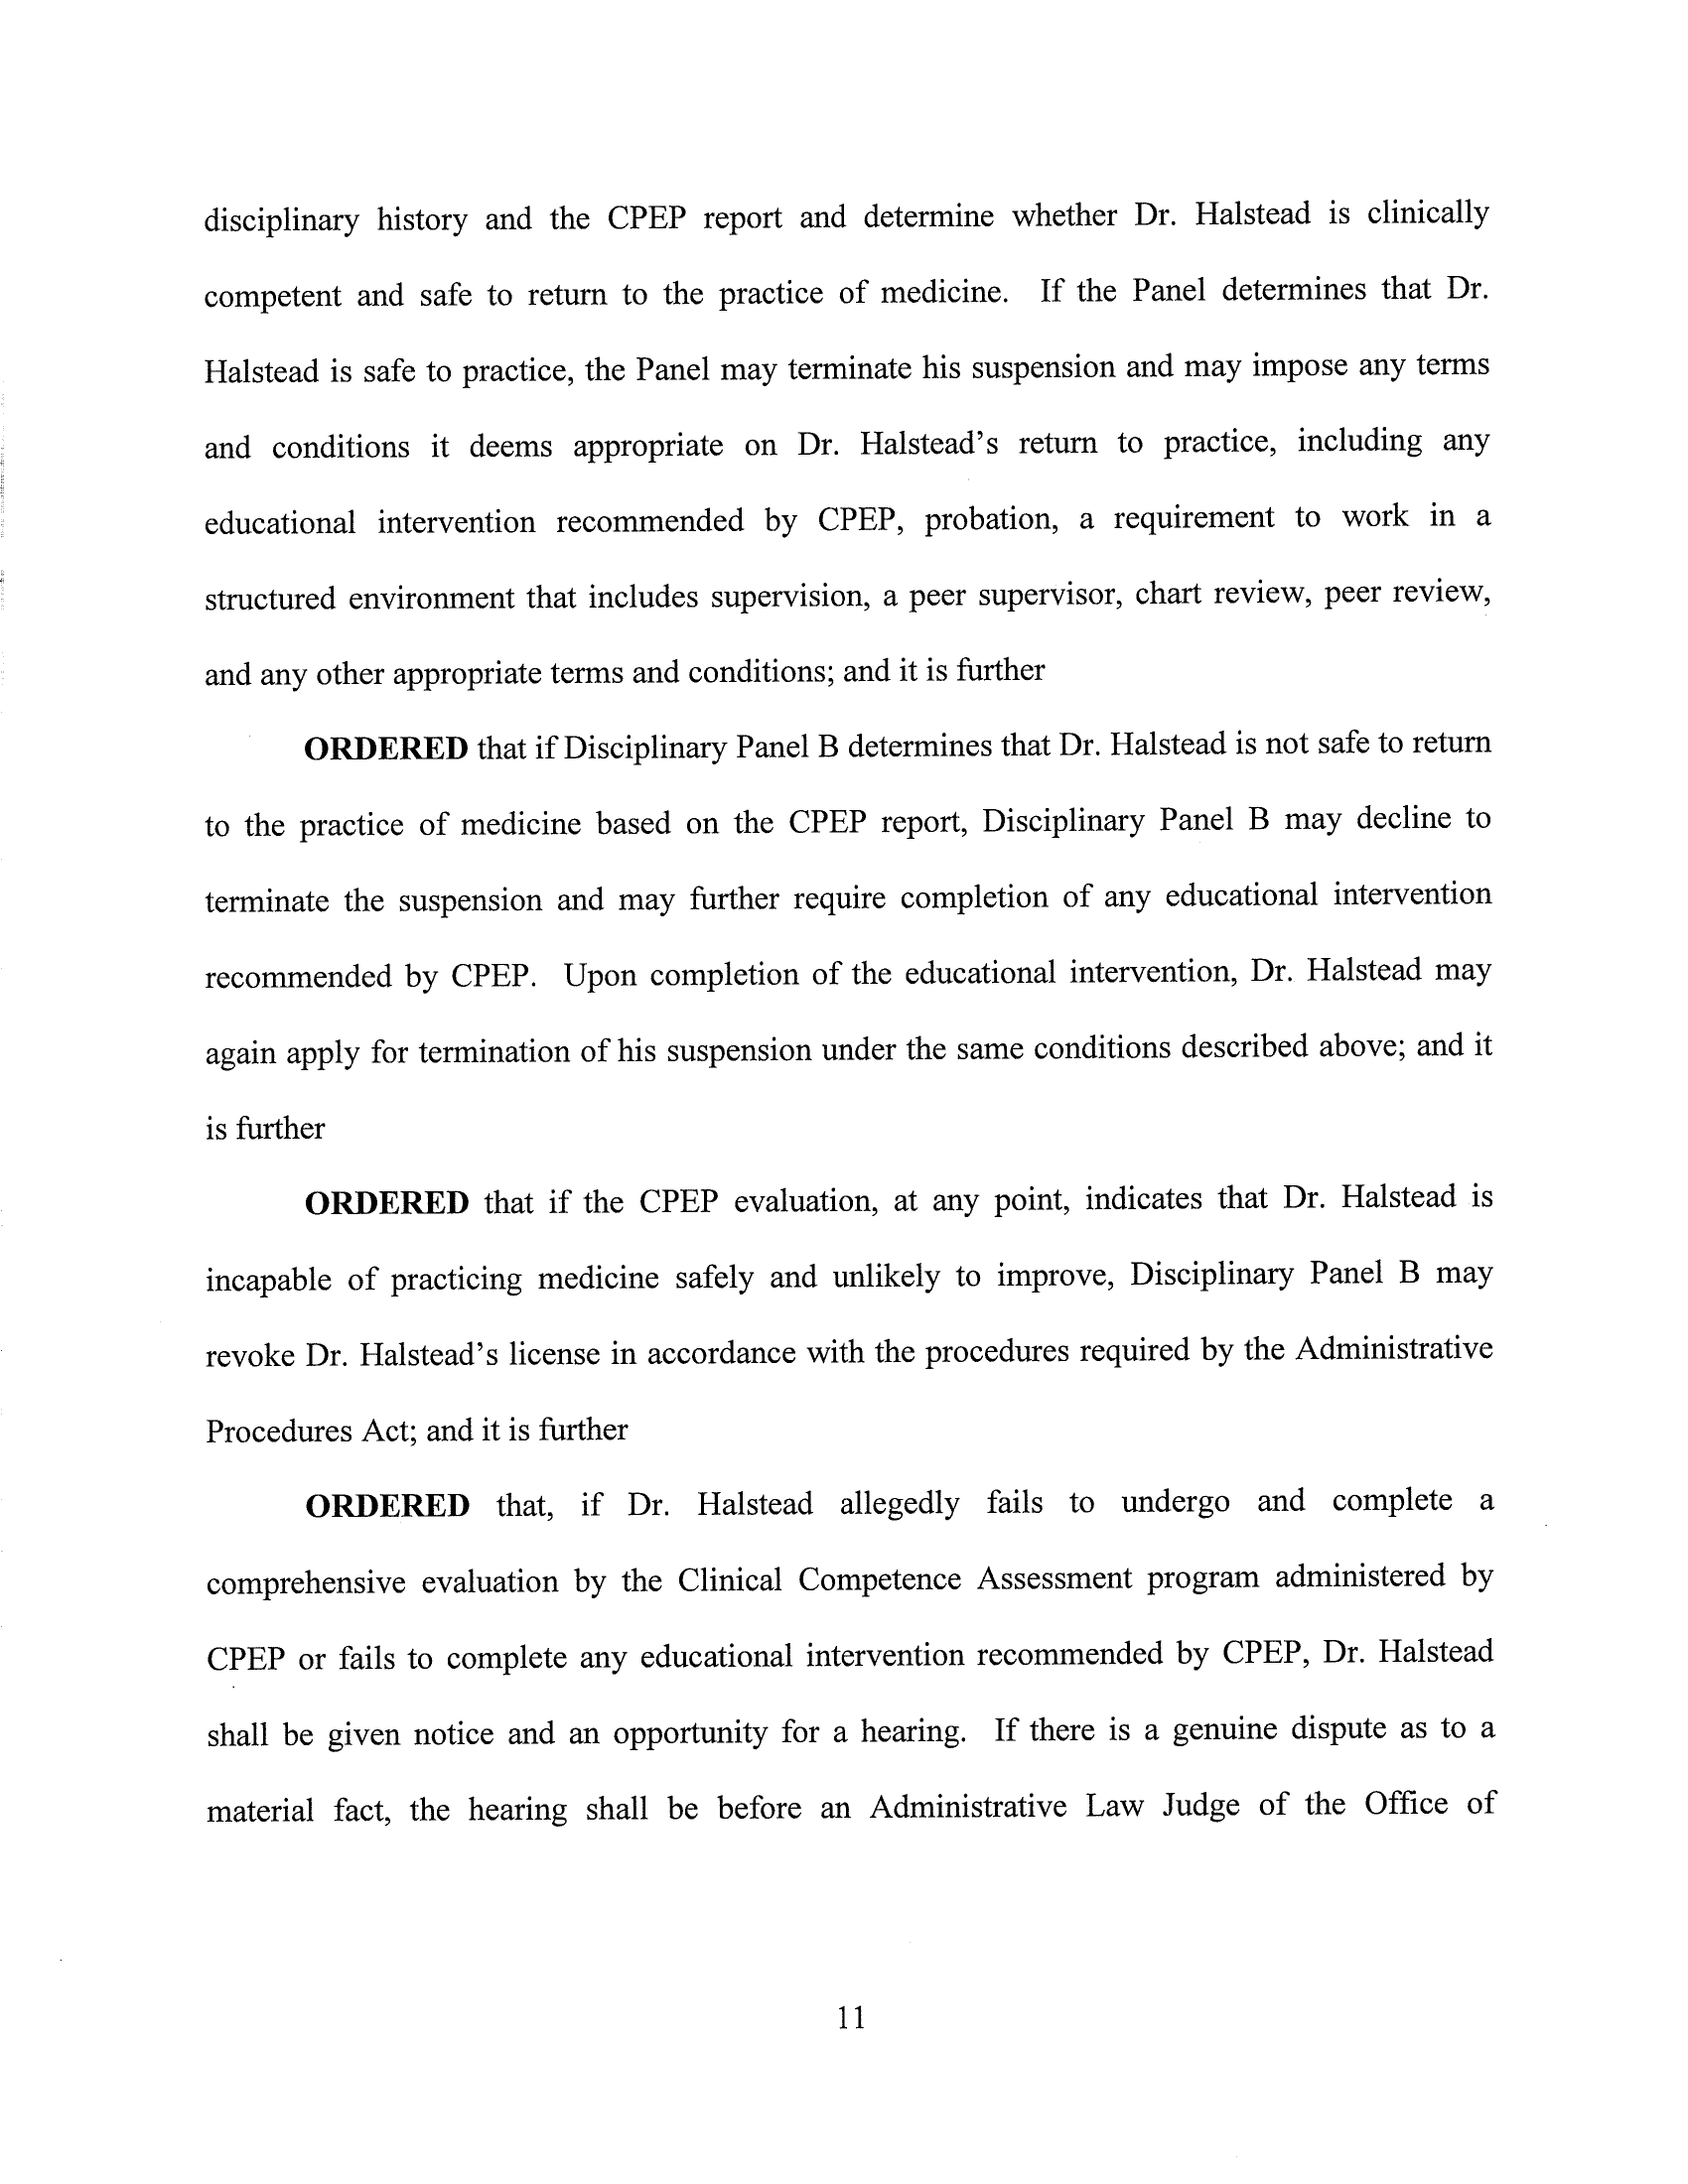 disciplinary history and the CPEP report and determine whether Dr. Halstead is clinically
competent and safe to return to the practice of medicine. If the Panel determines that Dr.
Halstead is safe to practice, the Panel may terminate his suspension and may impose any terms
and conditions it deems appropriate on Dr. Halstead's return to practice, including any
educational intervention recommended by CPEP, probation, a requirement to work in a
structured environment that includes supervision, a peer supervisor, chart review, peer review,
and any other appropriate terms and conditions; and it is further
ORDERED that if Disciplinary Panel B determines that Dr. Halstead is not safe to return
to the practice of medicine based on the CPEP report, Disciplinary Panel B may decline to
terminate the suspension and may further require completion of any educational intervention
recommended by CPEP. Upon completion of the educational intervention, Dr. Halstead may
again apply for termination of his suspension under the same conditions described above; and it
is further
ORDERED that if the CPEP evaluation, at any point, indicates that Dr. Halstead is
incapable of practicing medicine safely and unlikely to improve, Disciplinary Panel B may
revoke Dr. Halstead's license in accordance with the procedures required by the Administrative
Procedures Act; and it is further
ORDERED that, if Dr. Halstead allegedly fails to undergo and complete a
comprehensive evaluation by the Clinical Competence Assessment program administered by
CPEP or fails to complete any educational intervention recommended by CPEP, Dr. Halstead
shall be given notice and an opportunity for a hearing. If there is a genuine dispute as to a
material fact, the hearing shall be before an Administrative Law Judge of the Office of
11